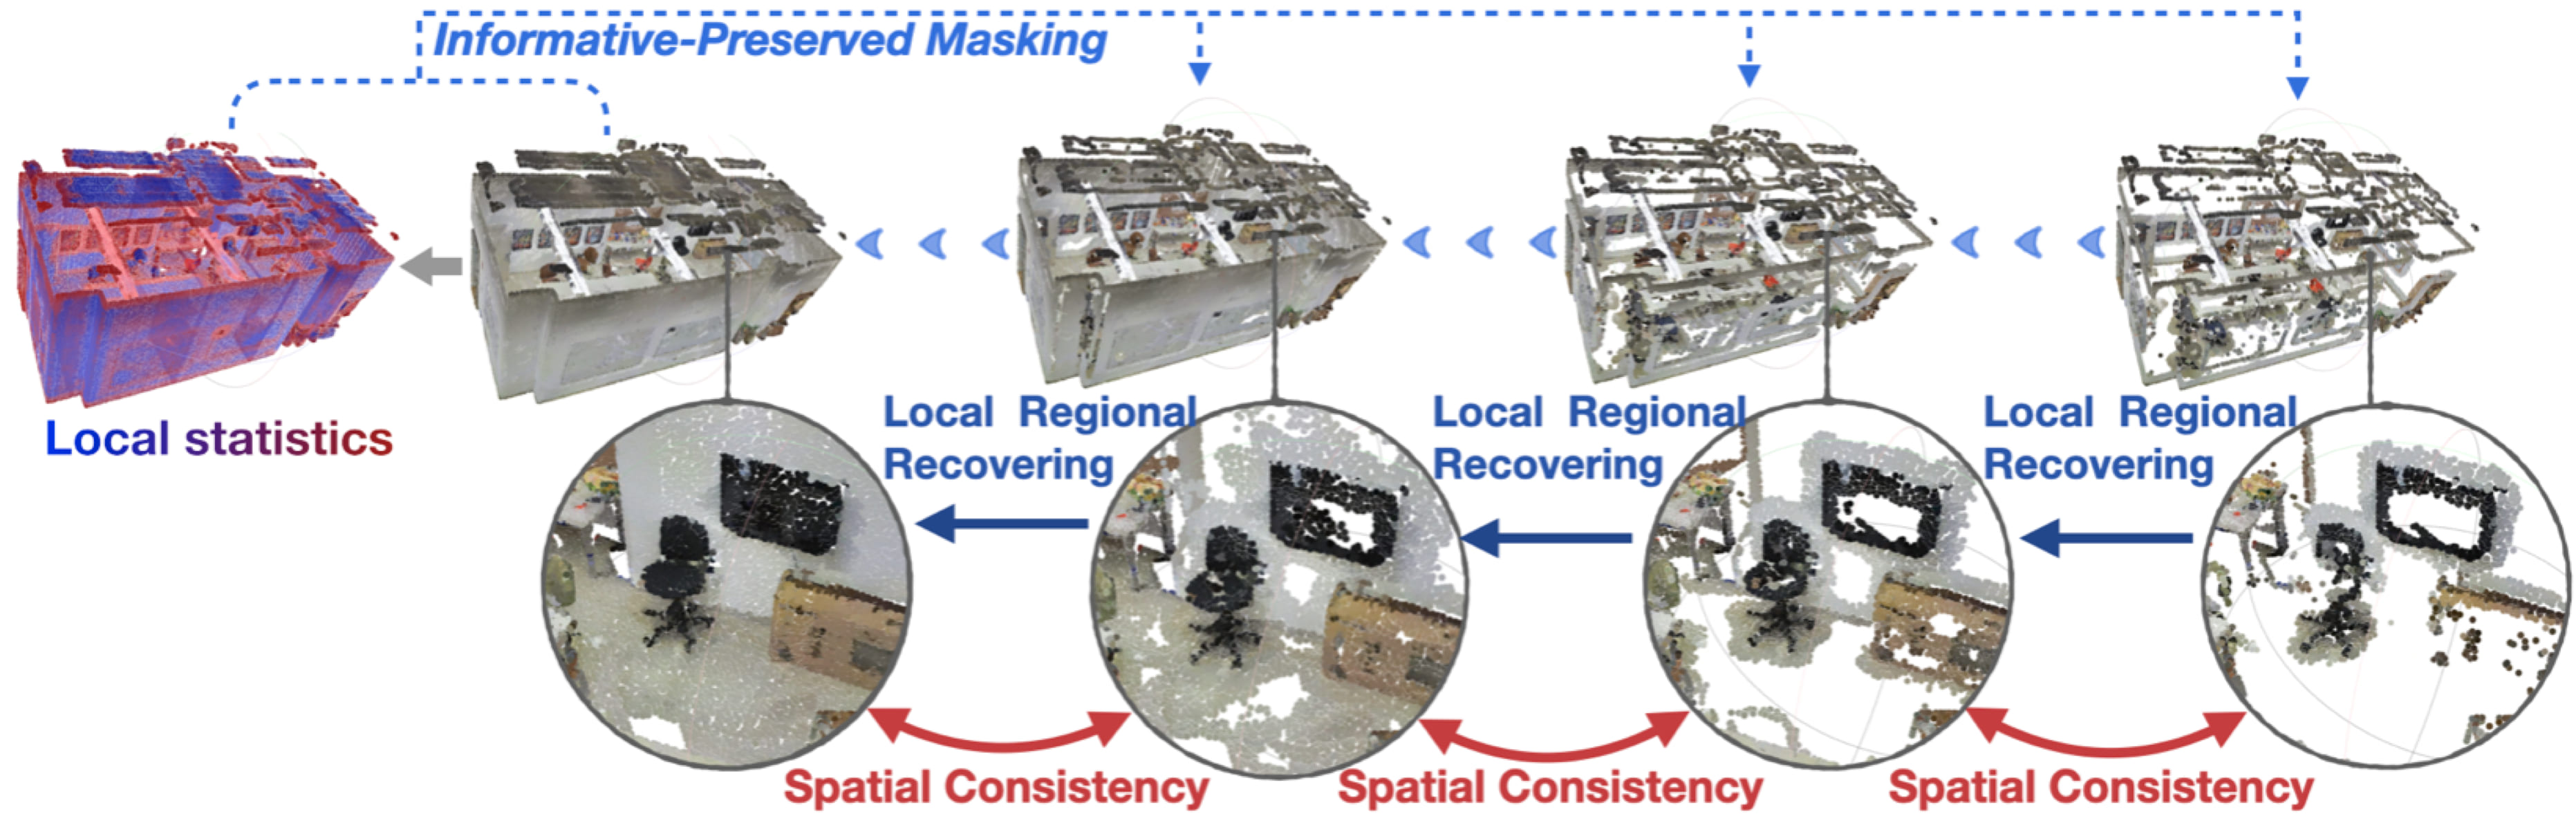 Informative-Preserved Masking
Local statistics
Local Regional
Recovering
Local Regional
Recovering
Local Regional
Recovering
Spatial Consistency
Spatial Consistency
Spatial Consistency